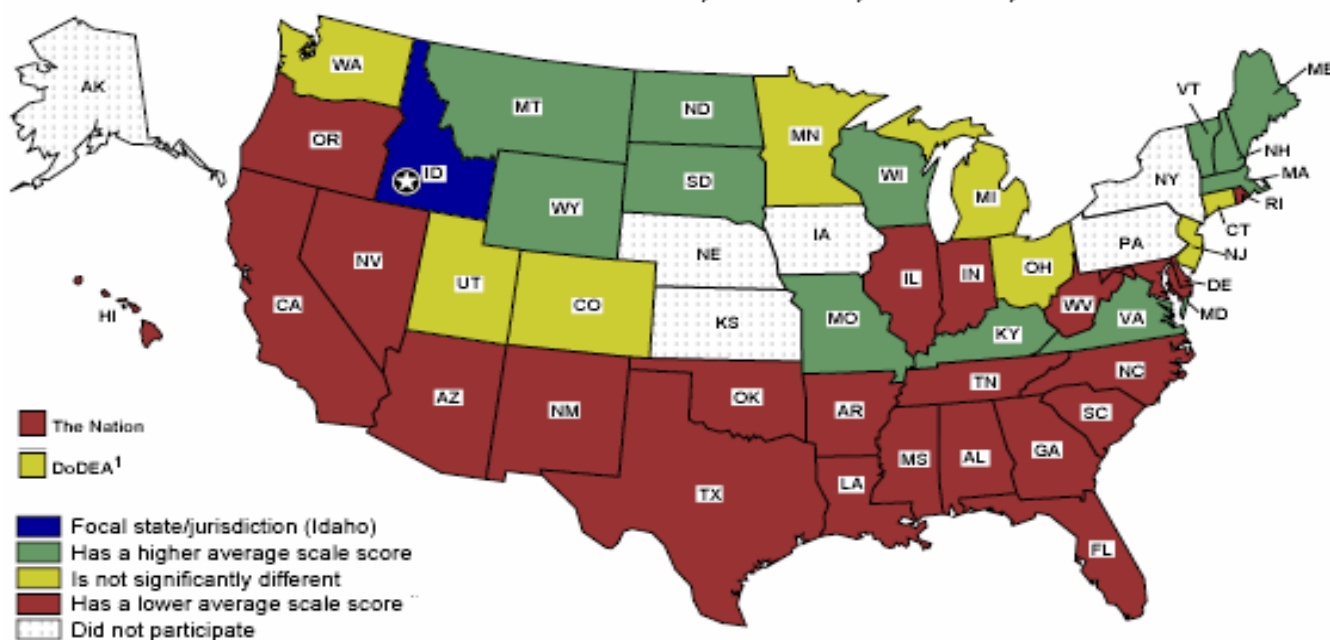 WA
AK
MT
ND
VT
ME
OR
MN
ID
NH
SD
WI
NY
MA
WY
MI
RI
IA
CT
PA
NE
NJ
NV
OH
IL
IN
UT
DE
CA
CO
WV
HI
KS
MO
MD
VA
KY
NC
TN
AZ
OK
NM
AR
SC
The Nation
MS
AL
GA
DoDEA¹
LA
TX
Focal state/jurisdiction (Idaho)
Has a higher average scale score
FL
Is not significantly different
Has a lower average scale score
Did not participate